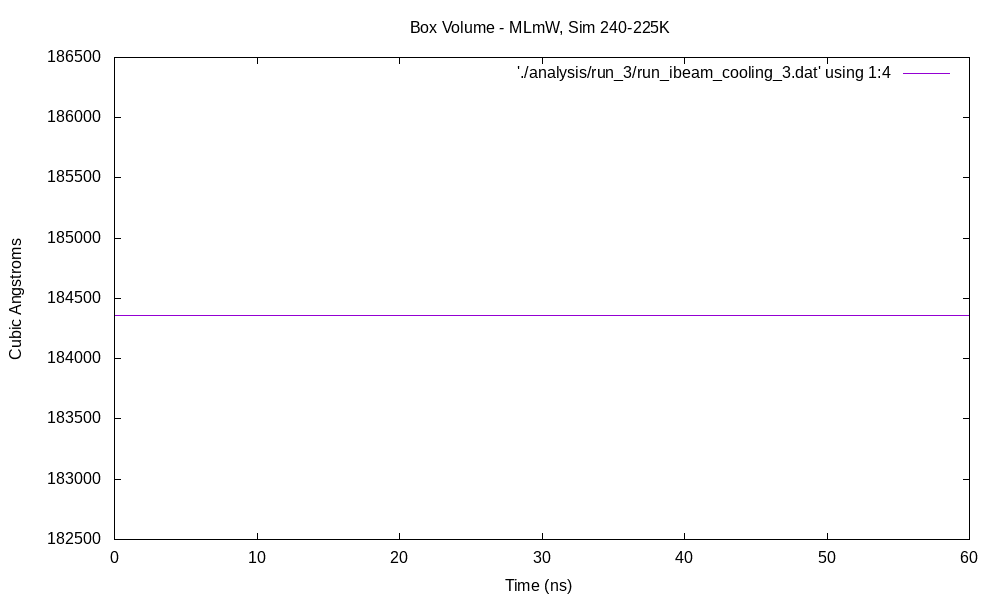 Box Volume - MLmW, Sim 240-225K
'./analysis/run_3/run_ibeam_cooling_3.dat' using 1:4
186500
186000
185500
185000
184500
184000
183500
183000
182500
Cubic Angstroms
0 10 20 30 40 50 60
Time (ns)